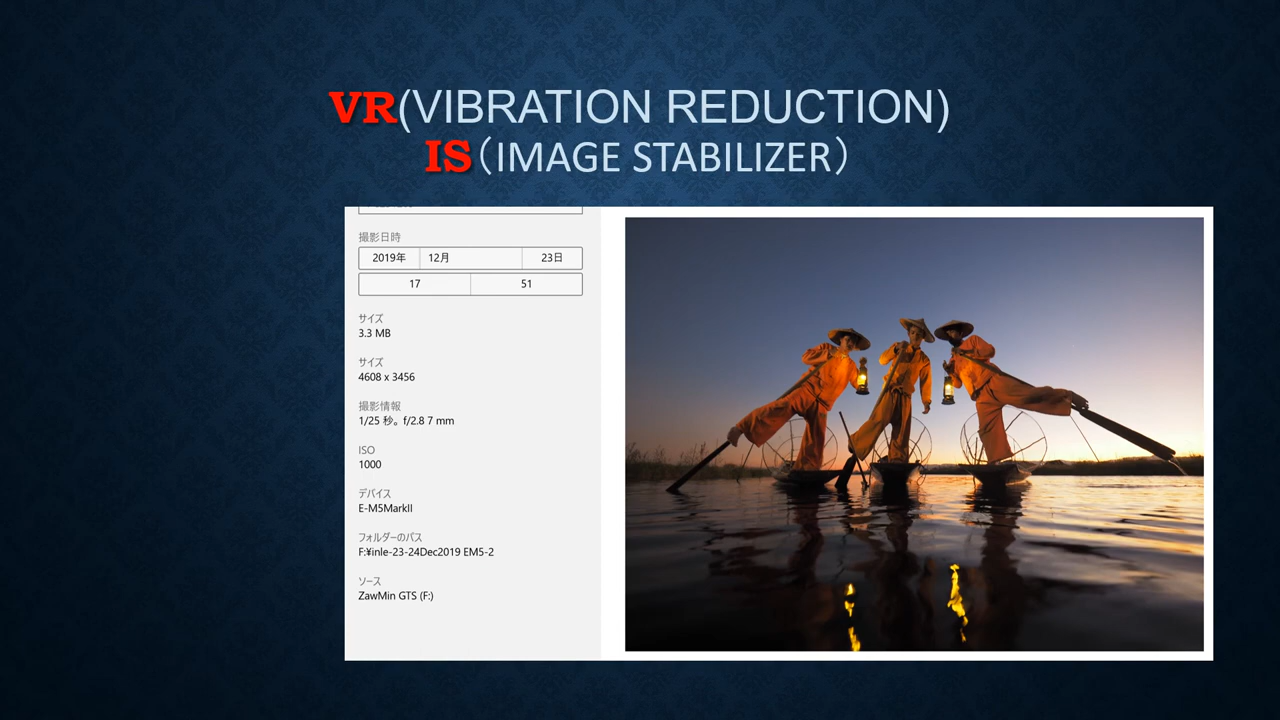 VR(VIBRATION REDUCTION)
IS(IMAGE STABILIZER)
撮影日時
2019年 12月 23日
17 51
サイズ
3.3 MB
サイズ
4608 x 3456
撮影情報
1/25 秒。f/2.8 7 mm
ISO
1000
デバイス
E-M5MarkII
フォルダーのパス
F:¥inle-23-24Dec2019 EM5-2
ソース
ZawMin GTS (F:)